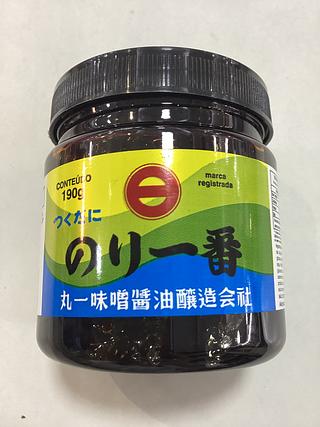 CONTEÚDO
190g
marca
registrada
つくだに
のり一番
丸一味噌醬油醸造会社